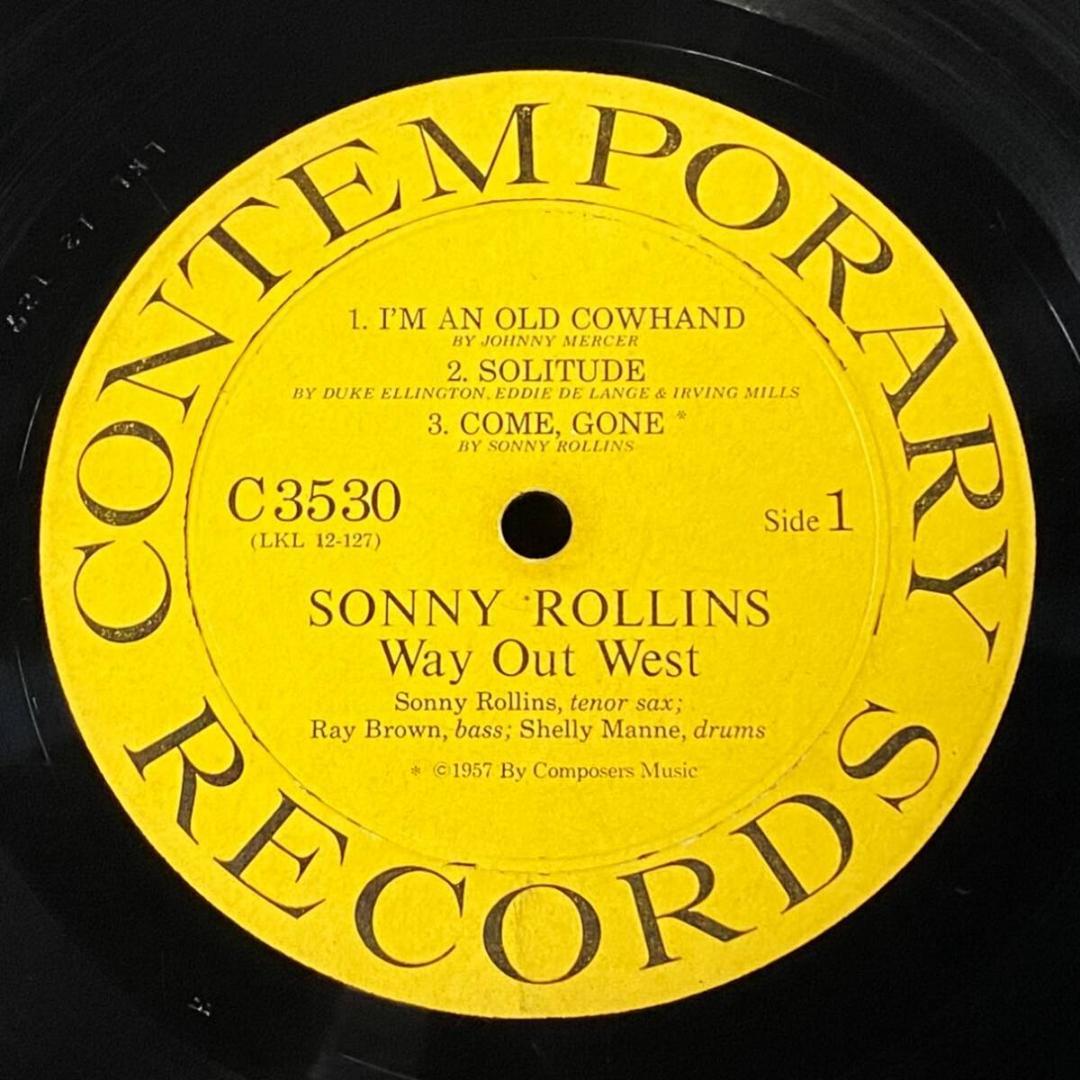 CONTEMPORARY
1. I'M AN OLD COWHAND
BY JOHNNY MERCER
2. SOLITUDE
BY DUKE ELLINGTON, EDDIE DE LANGE & IRVING MILLS
3. COME, GONE *
BY SONNY ROLLINS
C3530
(LKL 12-127)
Side 1
SONNY ROLLINS
Way Out West
Sonny Rollins, tenor sax;
Ray Brown, bass; Shelly Manne, drums
* ©1957 By Composers Music
RECORDS